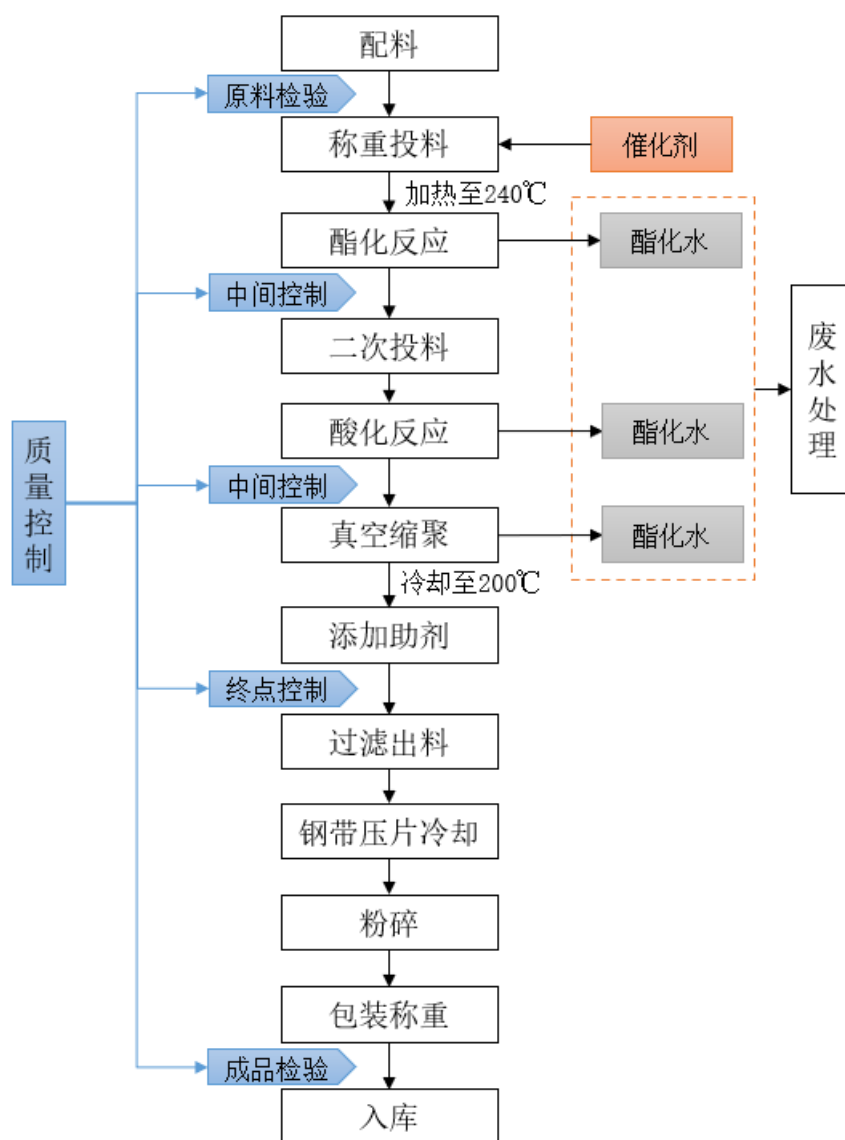 配料
原料检验
称重投料
催化剂
加热至240℃
酯化反应
酯化水
中间控制
二次投料
废水处理
酸化反应
酯化水
质量控制
中间控制
真空缩聚
酯化水
冷却至200℃
添加助剂
终点控制
过滤出料
钢带压片冷却
粉碎
包装称重
成品检验
入库